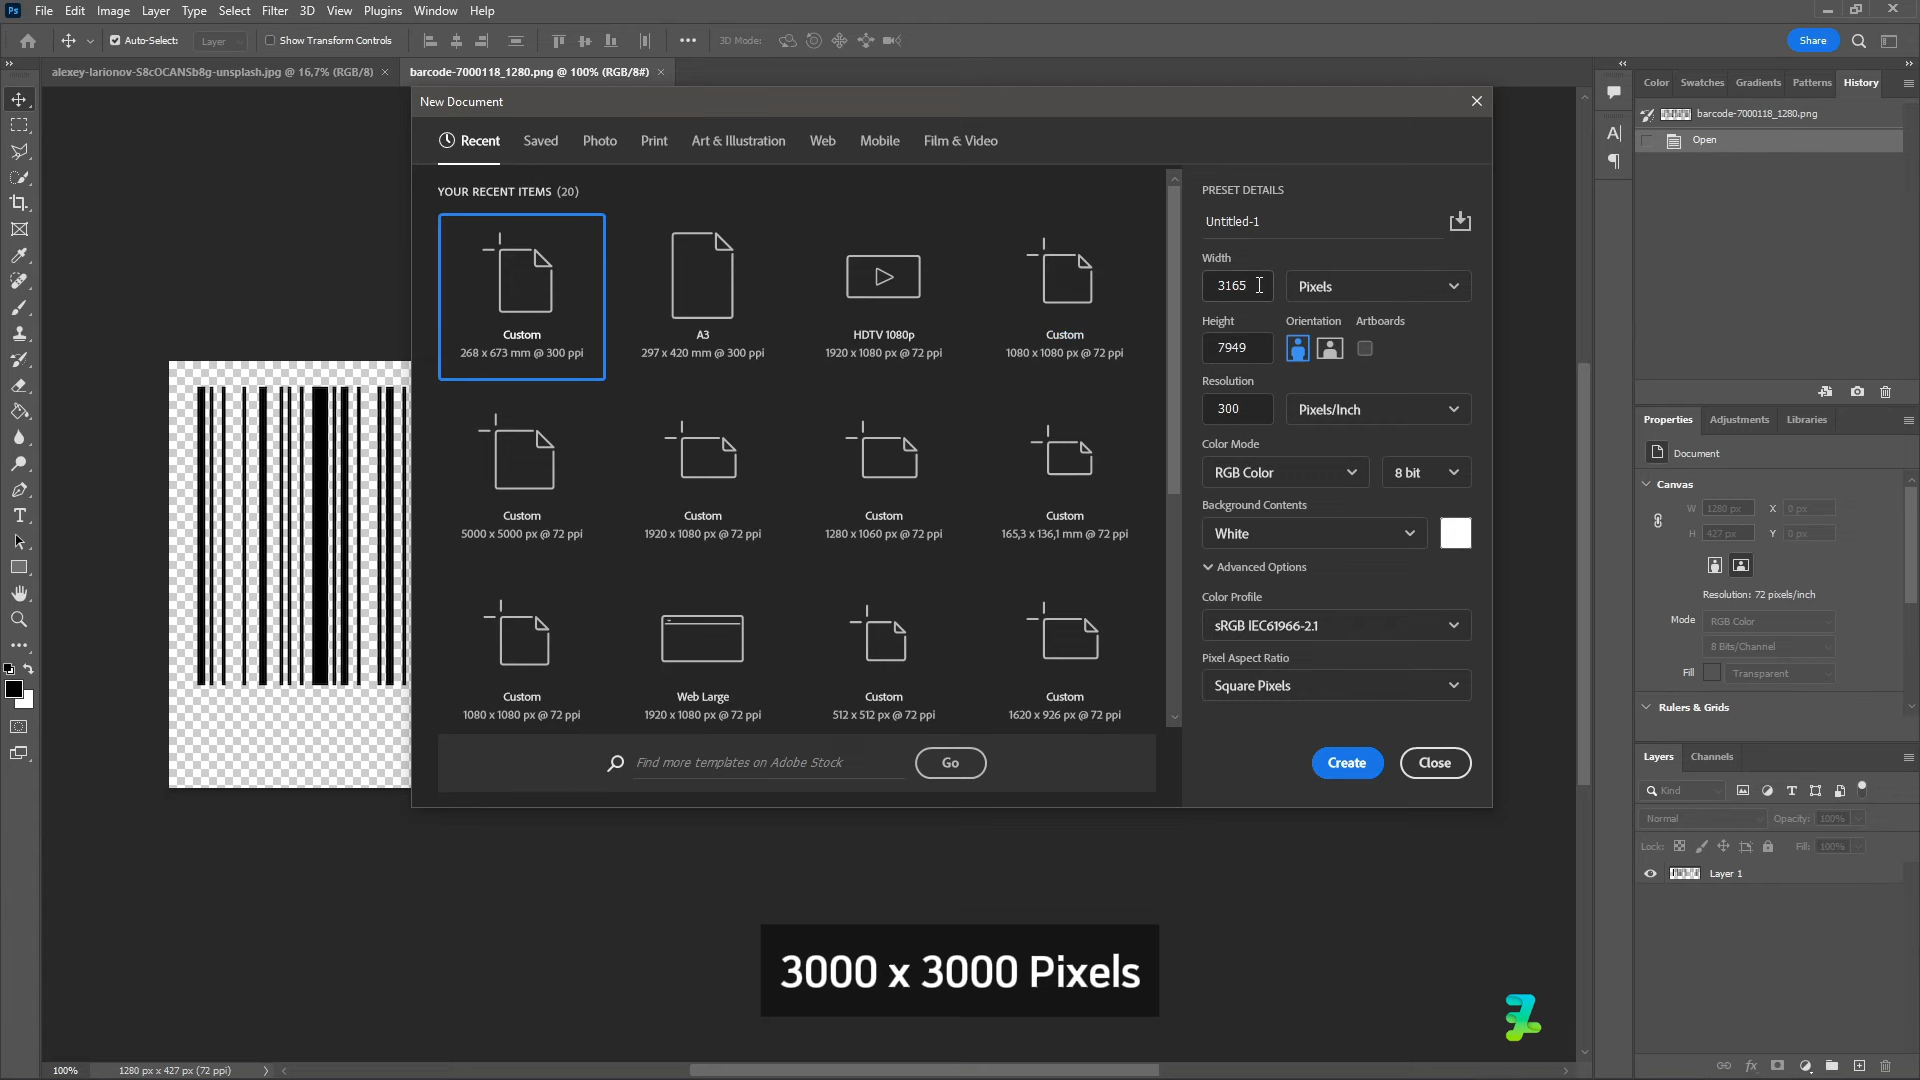 Ps File Edit Image Layer Type Select Filter 3D View Plugins Window Help
Auto-Select: Layer Show Transform Controls 3D Mode: Share
alexey-larionov-S8cOCANSb8g-unsplash.jpg @ 16,7% (RGB/8) barcode-7000118_1280.png @ 100% (RGB/8#)
New Document
Recent Saved Photo Print Art & Illustration Web Mobile Film & Video
YOUR RECENT ITEMS (20)
Custom
268 x 673 mm @ 300 ppi
A3
297 x 420 mm @ 300 ppi
HDTV 1080p
1920 x 1080 px @ 72 ppi
Custom
1080 x 1080 px @ 72 ppi
Custom
5000 x 5000 px @ 72 ppi
Custom
1920 x 1080 px @ 72 ppi
Custom
1280 x 1060 px @ 72 ppi
Custom
165,3 x 136,1 mm @ 72 ppi
Custom
1080 x 1080 px @ 72 ppi
Web Large
1920 x 1080 px @ 72 ppi
Custom
512 x 512 px @ 72 ppi
Custom
1620 x 926 px @ 72 ppi
Find more templates on Adobe Stock Go
PRESET DETAILS
Untitled-1
Width
3165 Pixels
Height Orientation Artboards
7949
Resolution
300 Pixels/Inch
Color Mode
RGB Color 8 bit
Background Contents
White
Advanced Options
Color Profile
sRGB IEC61966-2.1
Pixel Aspect Ratio
Square Pixels
Create Close
Color Swatches Gradients Patterns History
barcode-7000118_1280.png
Open
Properties Adjustments Libraries
Document
Canvas
W 1280 px X 0 px
H 427 px Y 0 px
Resolution: 72 pixels/inch
Mode RGB Color
8 Bits/Channel
Fill Transparent
Rulers & Grids
Layers Channels
Kind
Normal Opacity: 100%
Lock: Fill: 100%
Layer 1
3000 x 3000 Pixels
100% 1280 px x 427 px (72 ppi)